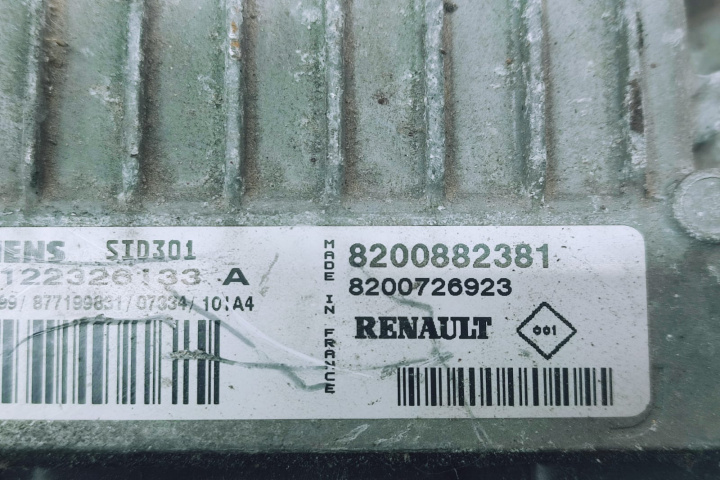 SID301
122326133 A
/ 877199831 / 07334 / 10:A4
MADE IN FRANCE
8200882381
8200726923
RENAULT
001